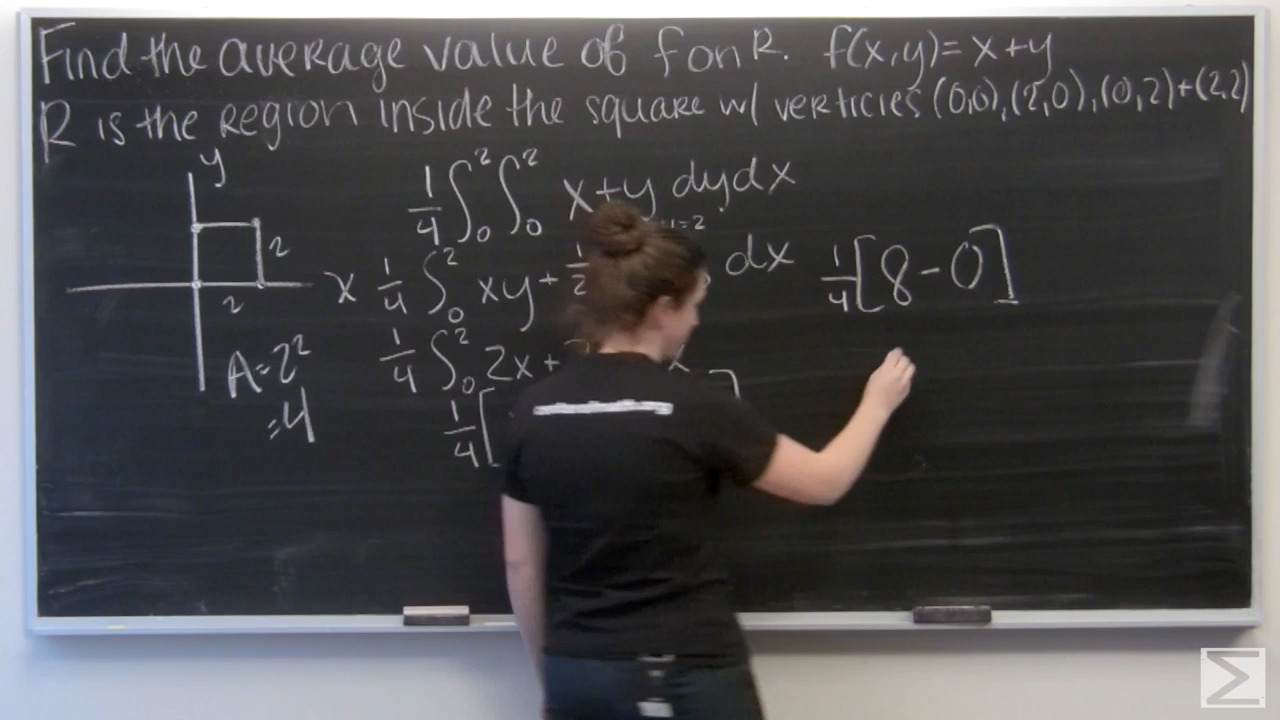 Find the average value of f on R. f(x,y)=x+y
R is the region inside the square w/ verticies (0,0),(2,0),(0,2)+(2,2)
y
1/4 ∫₀² ∫₀² x+y dydx
2
x
2
1/4 ∫₀² xy+ 1/2 dx
=2
1/4 [8-0]
A=2²
=4
1/4 ∫₀² 2x+
1/4 [ ]
Σ